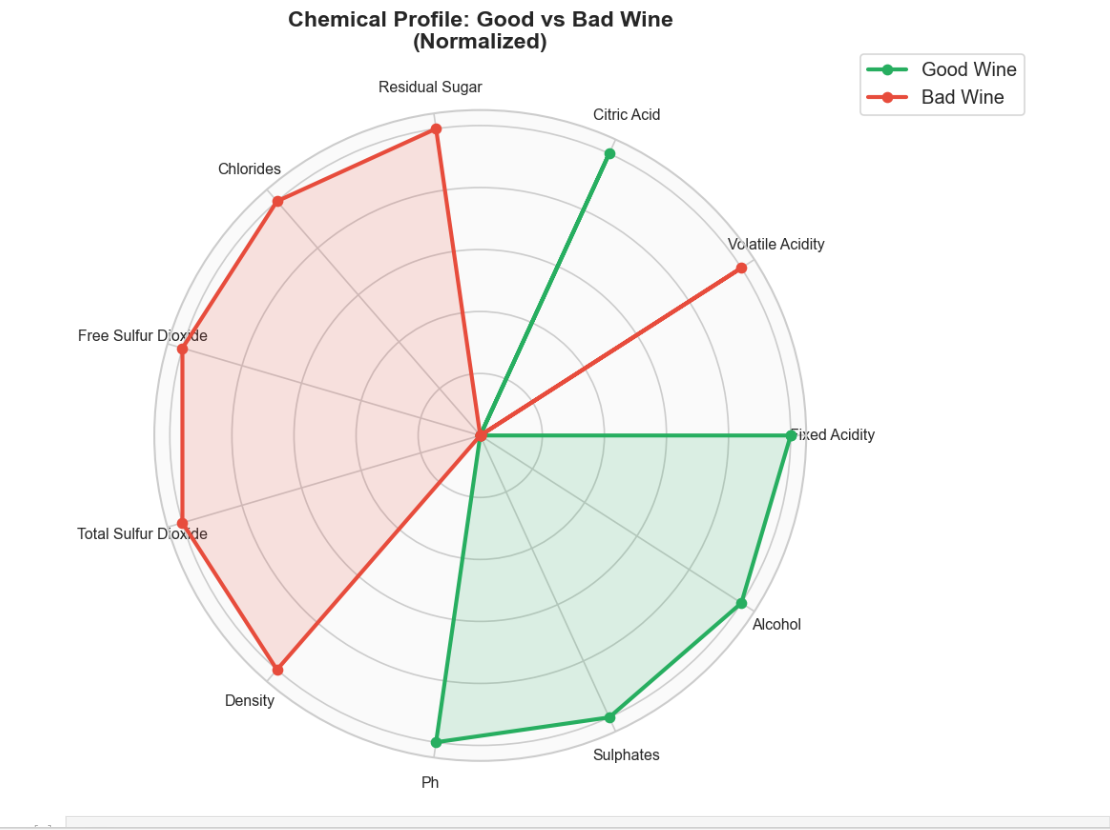 Chemical Profile: Good vs Bad Wine
(Normalized)
Good Wine
Bad Wine
Residual Sugar
Citric Acid
Chlorides
Volatile Acidity
Free Sulfur Dioxide
Fixed Acidity
Total Sulfur Dioxide
Alcohol
Density
Sulphates
Ph